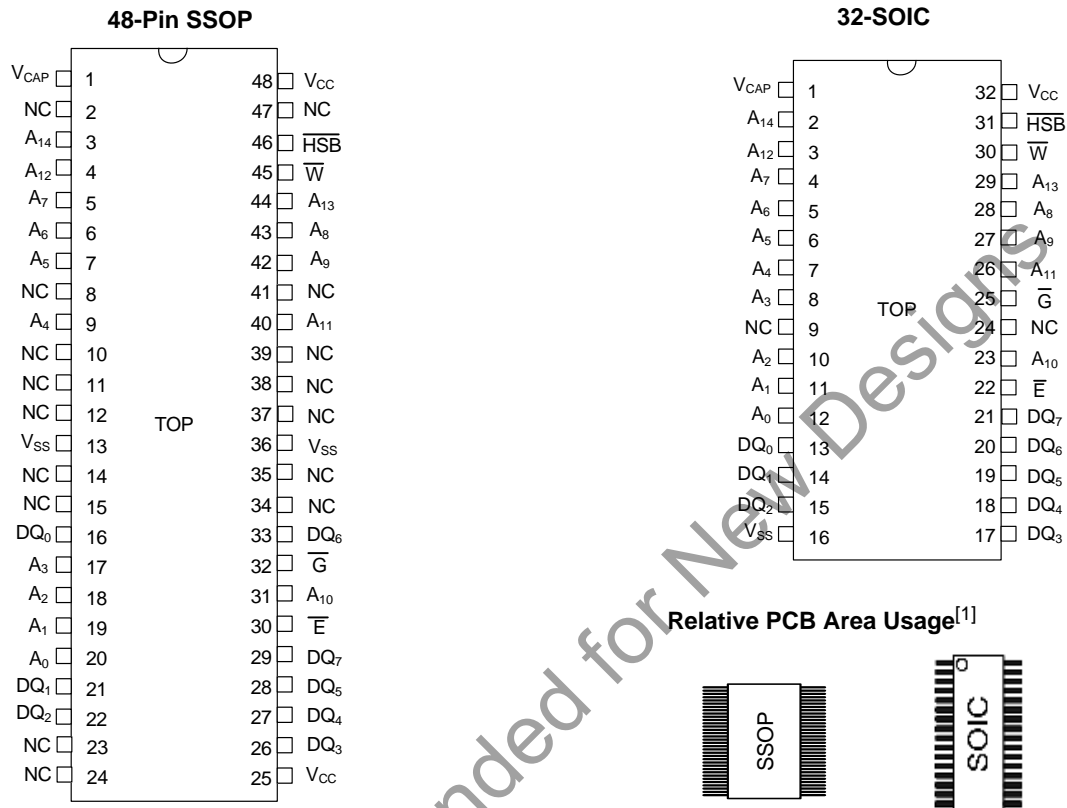 48-Pin SSOP
VCAP 1 48 VCC
NC 2 47 NC
A14 3 46 HSB
A12 4 45 W
A7 5 44 A13
A6 6 43 A8
A5 7 42 A9
NC 8 41 NC
A4 9 40 A11
NC 10 39 NC
NC 11 38 NC
NC 12 37 NC
TOP
VSS 13 36 VSS
NC 14 35 NC
NC 15 34 NC
DQ0 16 33 DQ6
A3 17 32 G
A2 18 31 A10
A1 19 30 E
A0 20 29 DQ7
DQ1 21 28 DQ5
DQ2 22 27 DQ4
NC 23 26 DQ3
NC 24 25 VCC
32-SOIC
VCAP 1 32 VCC
A14 2 31 HSB
A12 3 30 W
A7 4 29 A13
A6 5 28 A8
A5 6 27 A9
A4 7 26 A11
A3 8 25 G
TOP
NC 9 24 NC
A2 10 23 A10
A1 11 22 E
A0 12 21 DQ7
DQ0 13 20 DQ6
DQ1 14 19 DQ5
DQ2 15 18 DQ4
VSS 16 17 DQ3
Relative PCB Area Usage[1]
SSOP
SOIC
nded for New Designs